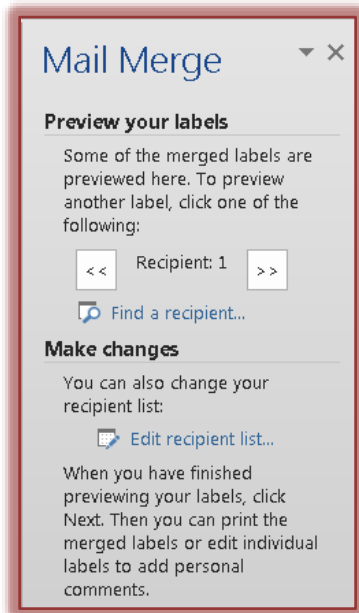 Mail Merge
Preview your labels
Some of the merged labels are
previewed here. To preview
another label, click one of the
following:
<< Recipient: 1 >>
Find a recipient...
Make changes
You can also change your
recipient list:
Edit recipient list...
When you have finished
previewing your labels, click
Next. Then you can print the
merged labels or edit individual
labels to add personal
comments.